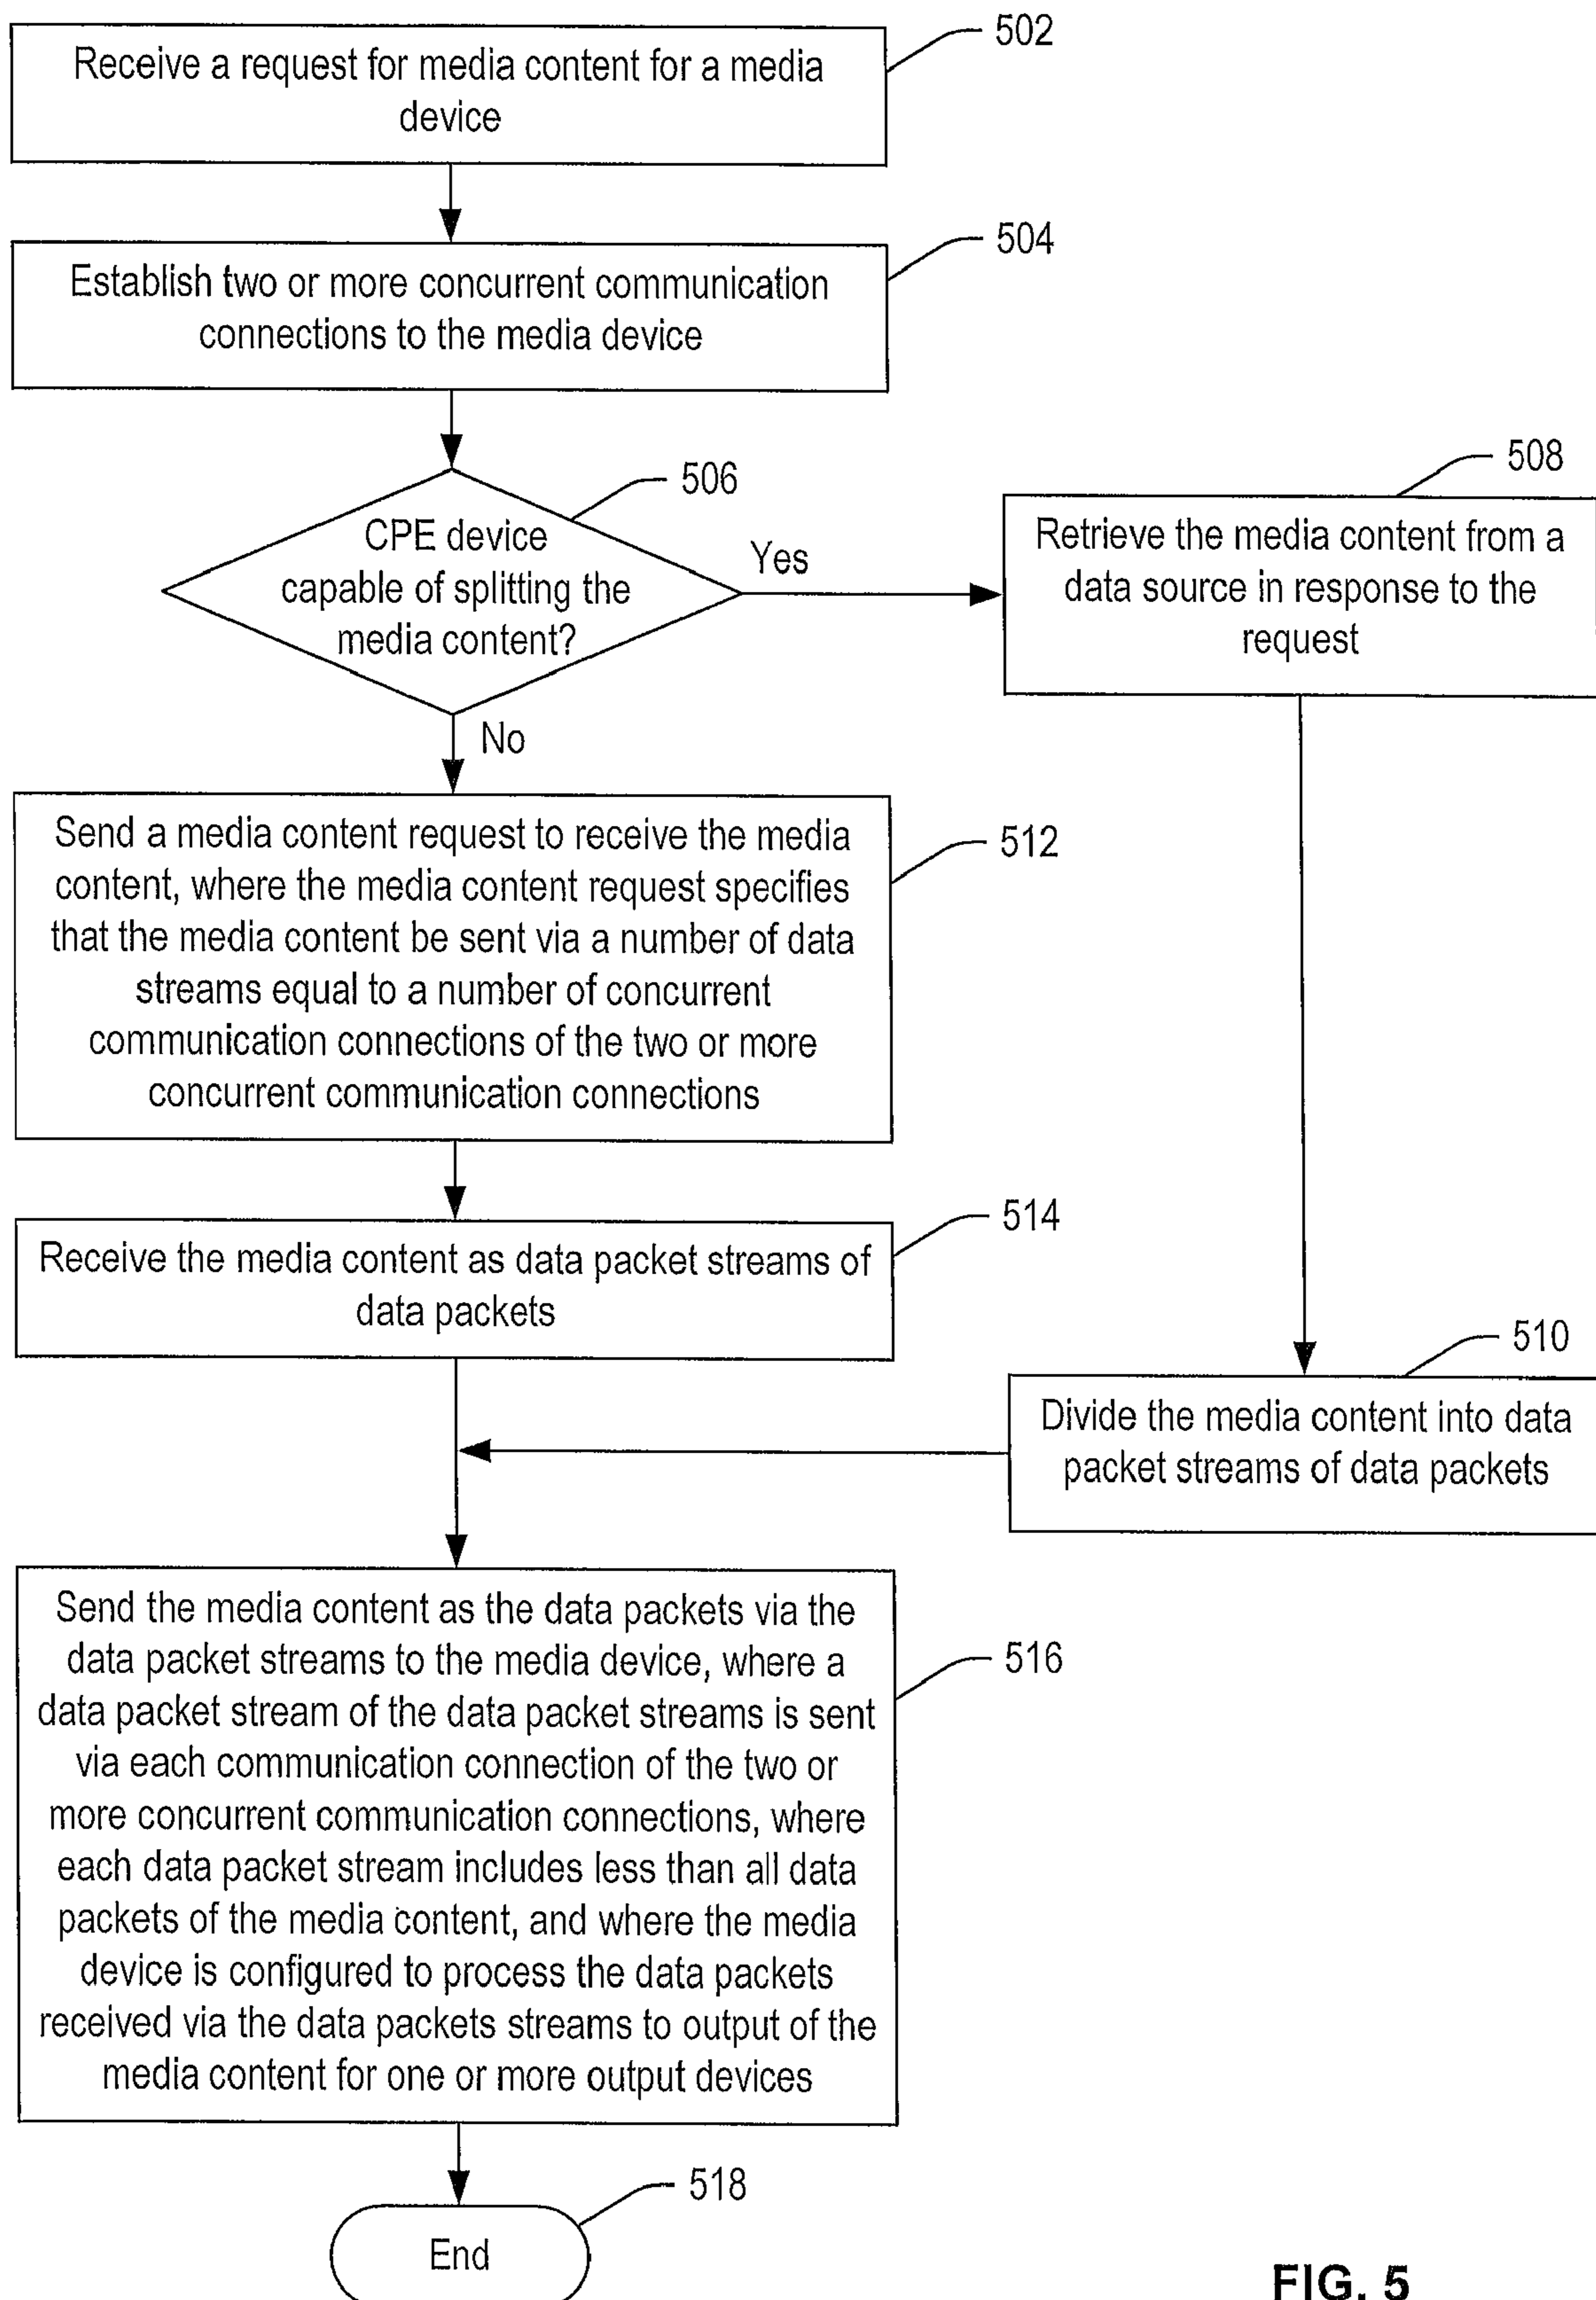 502
Receive a request for media content for a media
device
504
Establish two or more concurrent communication
connections to the media device
506
CPE device
capable of splitting the
media content?
Yes
508
Retrieve the media content from a
data source in response to the
request
No
512
Send a media content request to receive the media
content, where the media content request specifies
that the media content be sent via a number of data
streams equal to a number of concurrent
communication connections of the two or more
concurrent communication connections
514
Receive the media content as data packet streams of
data packets
510
Divide the media content into data
packet streams of data packets
516
Send the media content as the data packets via the
data packet streams to the media device, where a
data packet stream of the data packet streams is sent
via each communication connection of the two or
more concurrent communication connections, where
each data packet stream includes less than all data
packets of the media content, and where the media
device is configured to process the data packets
received via the data packets streams to output of the
media content for one or more output devices
518
End
FIG. 5